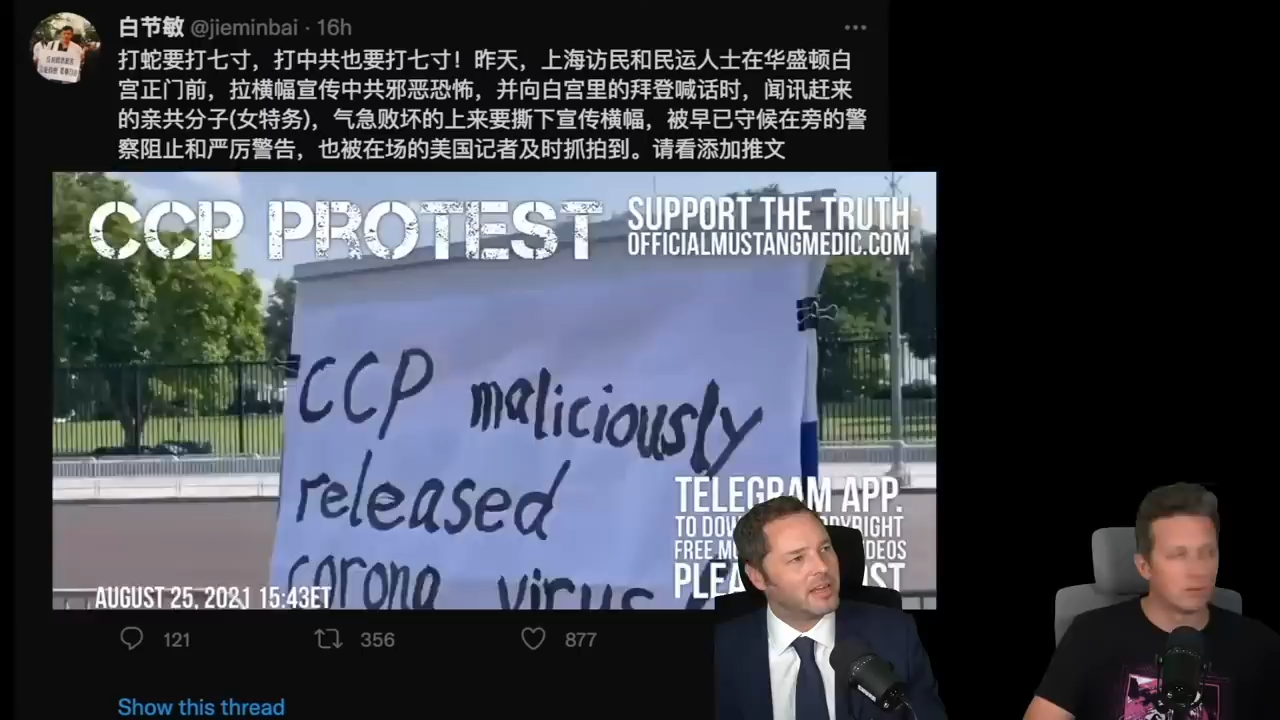 白节敏 @jieminbai · 16h
打蛇要打七寸，打中共也要打七寸！昨天，上海访民和民运人士在华盛顿白
宫正门前，拉横幅宣传中共邪恶恐怖，并向白宫里的拜登喊话时，闻讯赶来
的亲共分子(女特务)，气急败坏的上来要撕下宣传横幅，被早已守候在旁的警
察阻止和严厉警告，也被在场的美国记者及时抓拍到。请看添加推文
CCP PROTEST
SUPPORT THE TRUTH
OFFICIALMUSTANGMEDIC.COM
CCP maliciously
released
corona virus
TELEGRAM APP.
TO
FREE
AUGUST 25, 2021 15:43ET
121 356 877
Show this thread